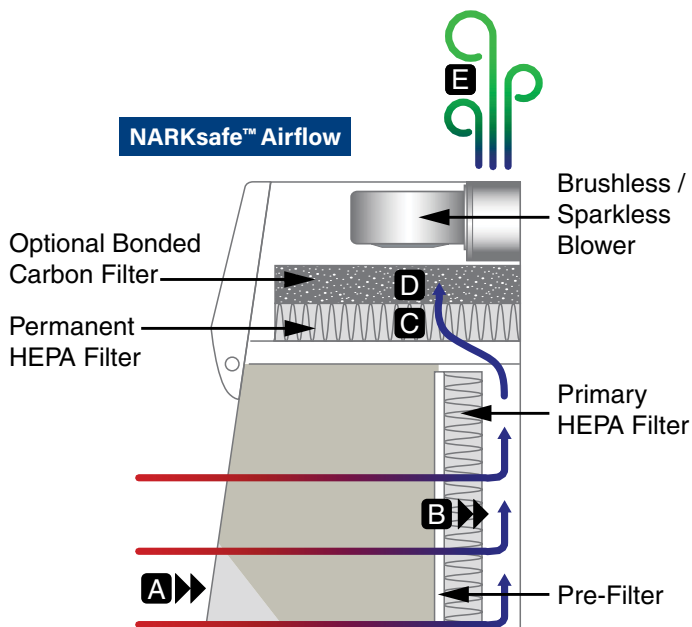 E
NARKsafe™ Airflow
Brushless /
Sparkless
Blower
Optional Bonded
Carbon Filter
D
Permanent
HEPA Filter
C
Primary
HEPA Filter
B
A
Pre-Filter